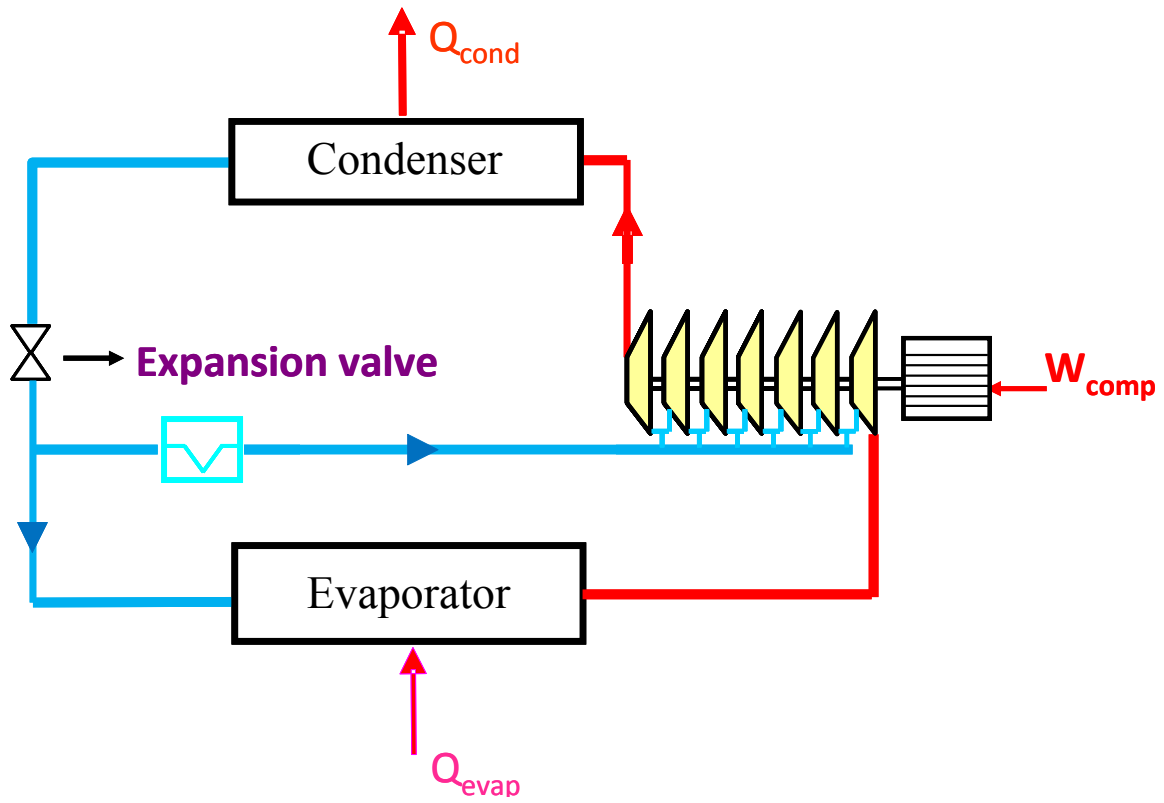 Qcond
Condenser
Expansion valve
Wcomp
Evaporator
Qevap